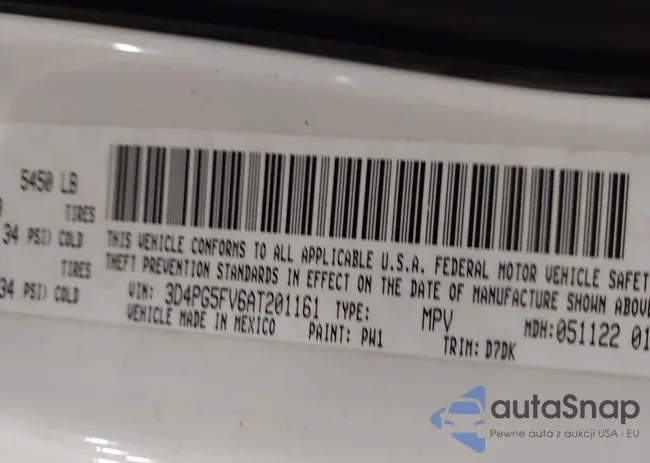 5450 LB
TIRES
34 PSI) COLD
TIRES
34 PSI) COLD
THIS VEHICLE CONFORMS TO ALL APPLICABLE U.S.A. FEDERAL MOTOR VEHICLE SAFET
THEFT PREVENTION STANDARDS IN EFFECT ON THE DATE OF MANUFACTURE SHOWN ABOV
VIN: 3D4PG5FV6AT201161 TYPE: MPV MDH:051122 01
VEHICLE MADE IN MEXICO PAINT: PW1 TRIM: D7DK
autaSnap
Pewne auta z aukcji USA i EU